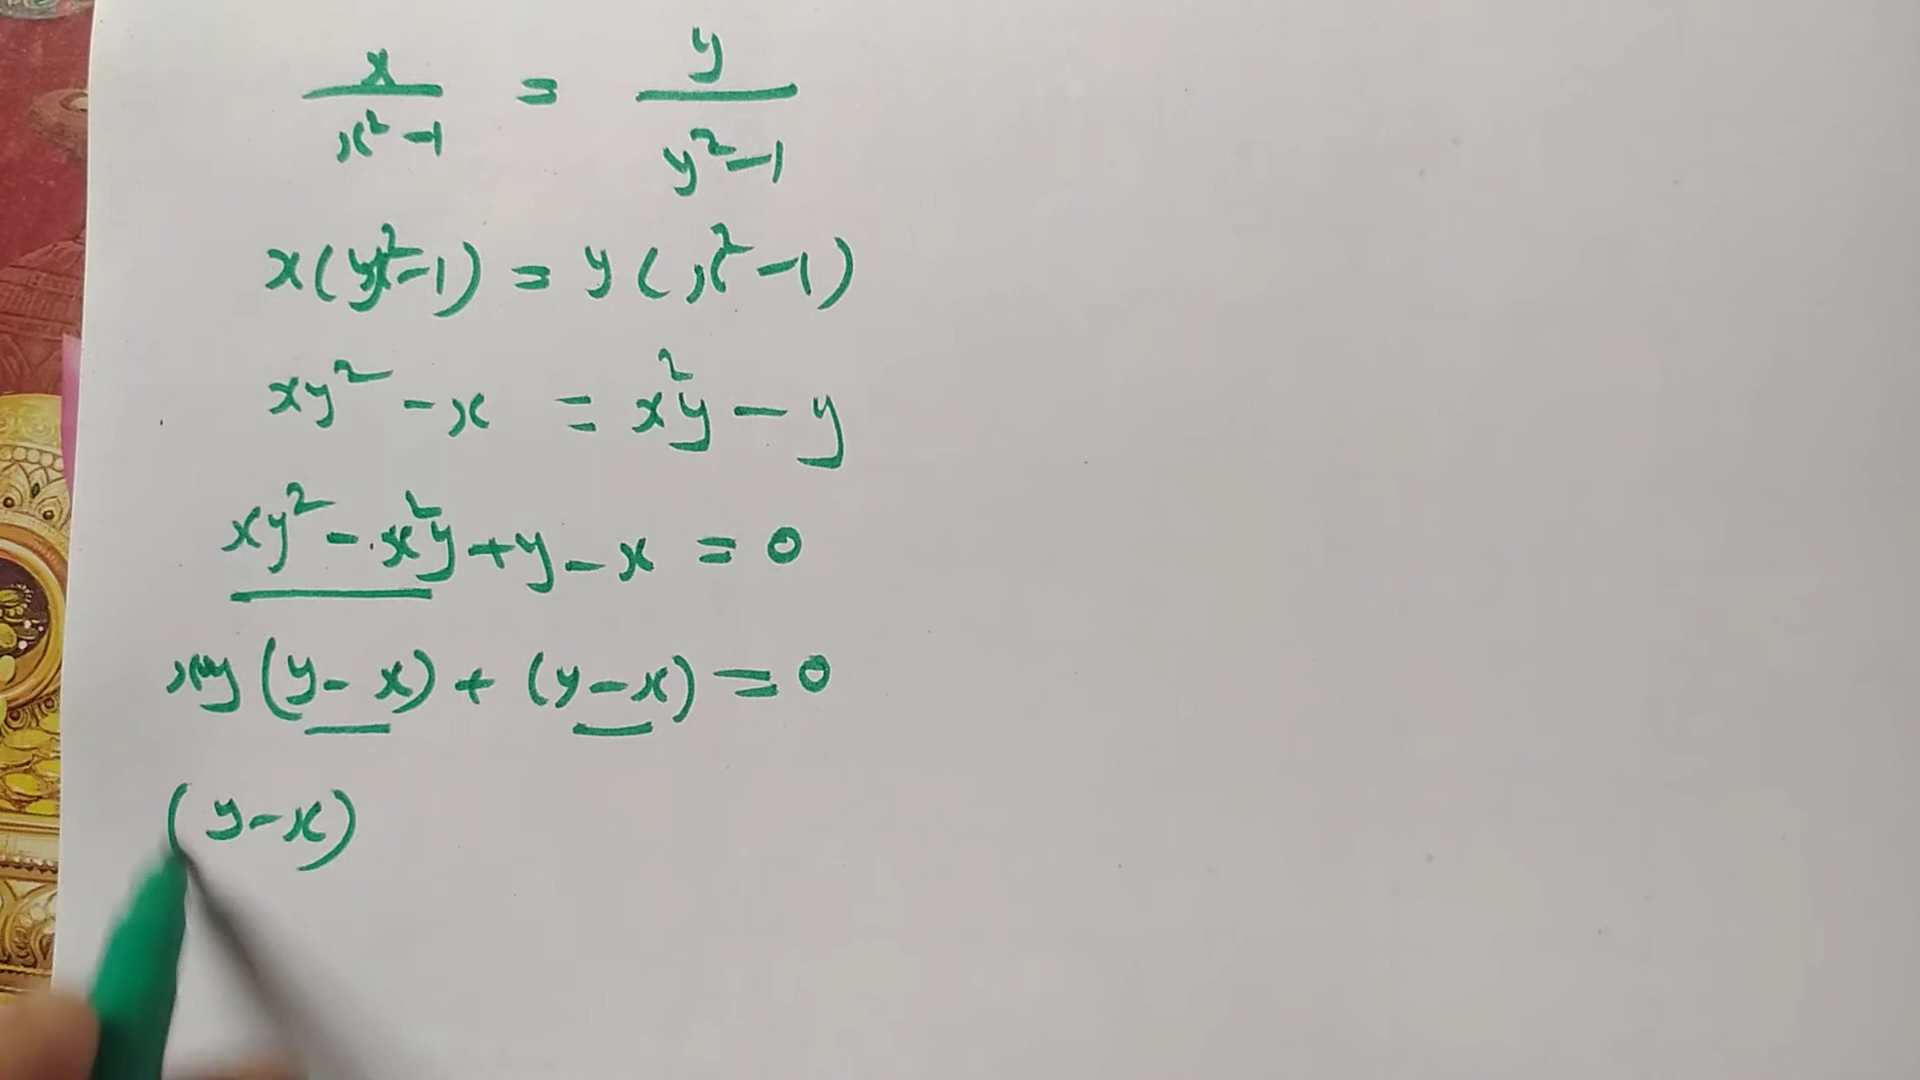 x/(x²-1) = y/(y²-1)
x(y²-1) = y(x²-1)
xy² - x = x²y - y
xy² - x²y + y - x = 0
xy(y-x) + (y-x) = 0
(y-x)